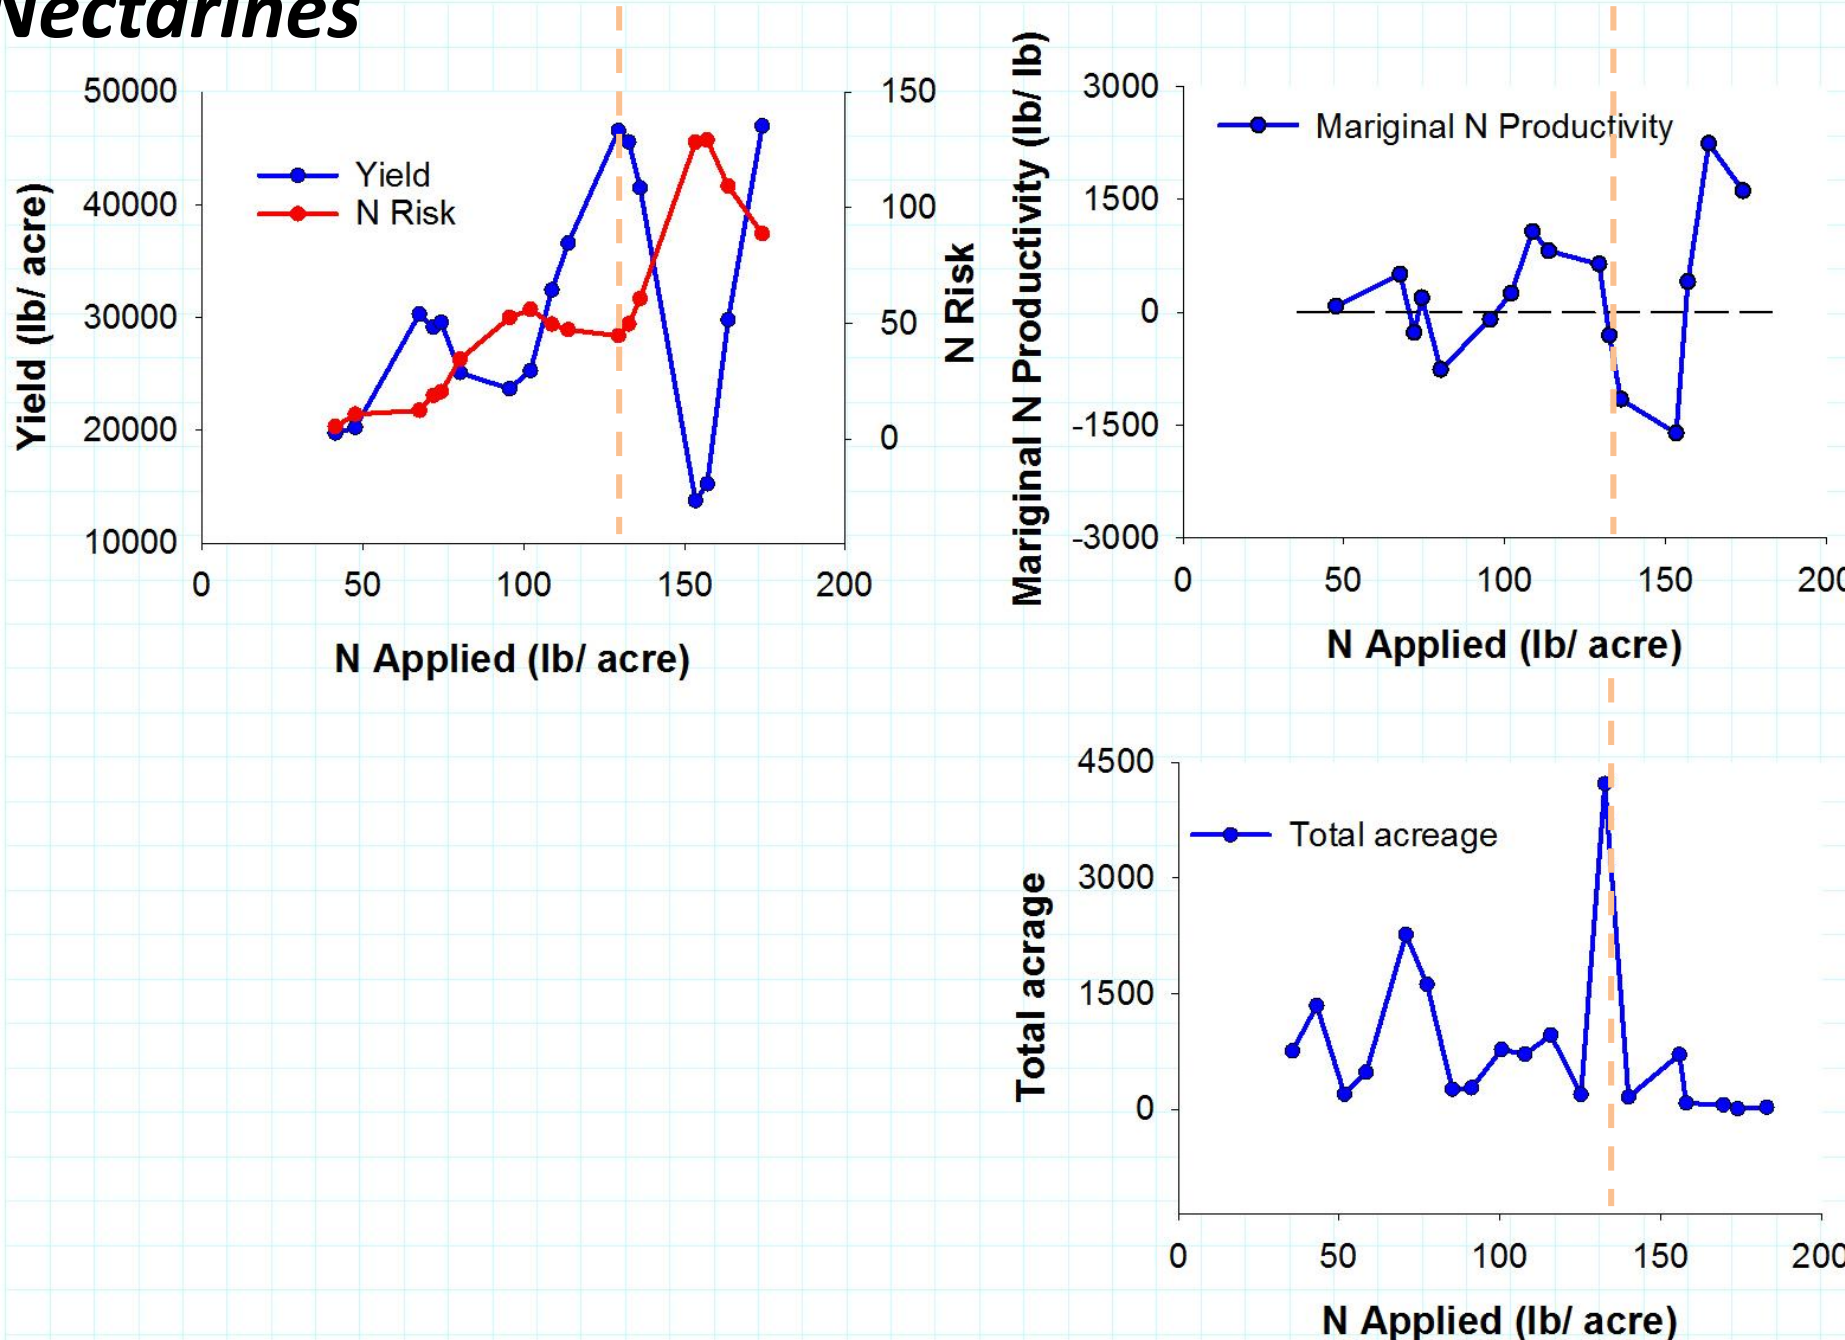 Nectarines
50000
40000
30000
20000
10000
Yield (lb/ acre)
Yield
N Risk
150
100
50
0
N Risk
0 50 100 150 200
N Applied (lb/ acre)
3000
1500
0
-1500
-3000
Mariginal N Productivity (lb/ lb)
Mariginal N Productivity
0 50 100 150 200
N Applied (lb/ acre)
4500
3000
1500
0
Total acrage
Total acreage
0 50 100 150 200
N Applied (lb/ acre)